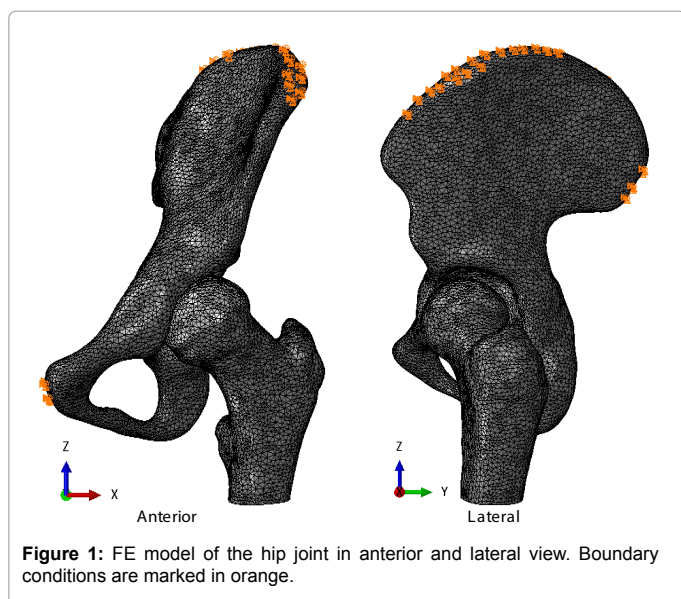 Z
X
Anterior
Z
X
Y
Lateral
Figure 1: FE model of the hip joint in anterior and lateral view. Boundary
conditions are marked in orange.